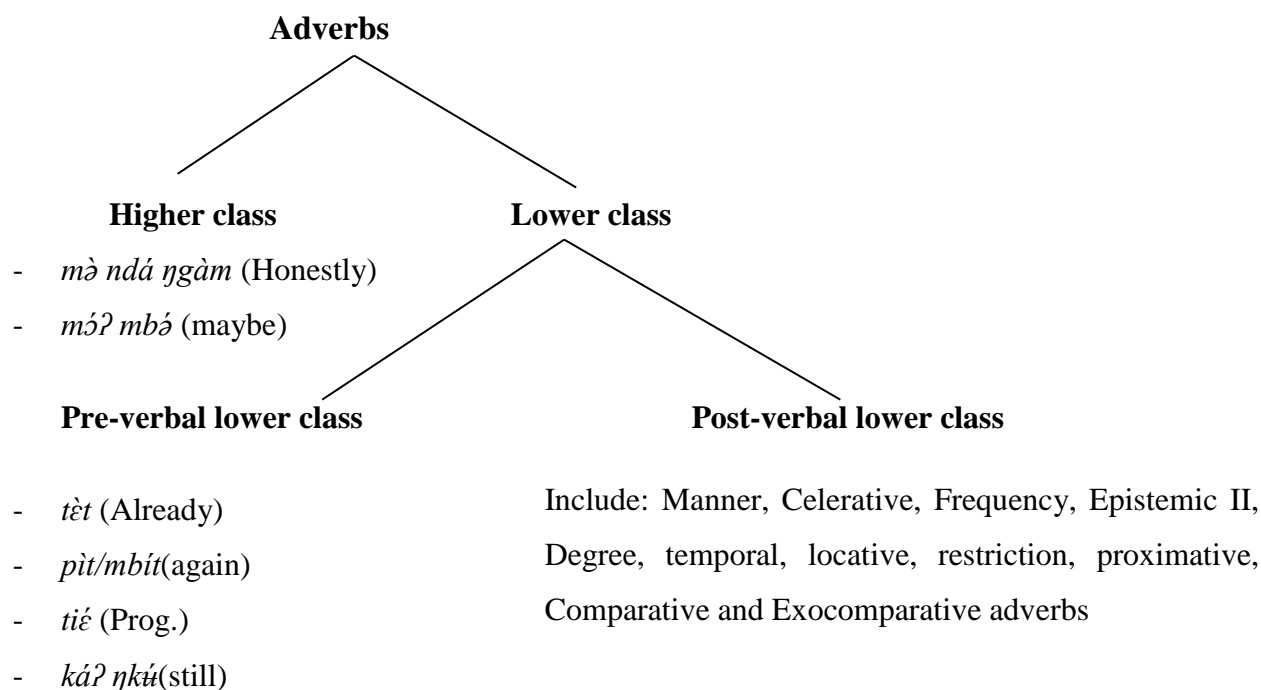 Adverbs
Higher class
- mə̀ ndá ŋgàm (Honestly)
- mɔ́ʔ mbə́ (maybe)
Lower class
Pre-verbal lower class
- tɛ̀t (Already)
- pìt/mbít(again)
- tiɛ́ (Prog.)
- káʔ ŋkʉ́(still)
Post-verbal lower class
Include: Manner, Celerative, Frequency, Epistemic II,
Degree, temporal, locative, restriction, proximative,
Comparative and Exocomparative adverbs